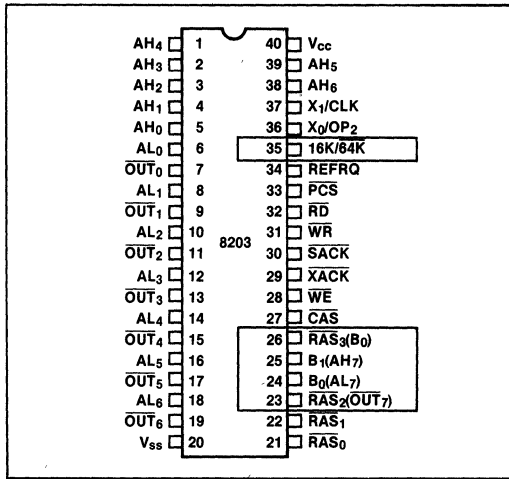 AH4 1 40 Vcc
AH3 2 39 AH5
AH2 3 38 AH6
AH1 4 37 X1/CLK
AH0 5 36 X0/OP2
AL0 6 35 16K/64K
OUT0 7 34 REFRQ
AL1 8 33 PCS
OUT1 9 32 RD
AL2 10 31 WR
8203
OUT2 11 30 SACK
AL3 12 29 XACK
OUT3 13 28 WE
AL4 14 27 CAS
OUT4 15 26 RAS3(B0)
AL5 16 25 B1(AH7)
OUT5 17 24 B0(AL7)
AL6 18 23 RAS2(OUT7)
OUT6 19 22 RAS1
Vss 20 21 RAS0